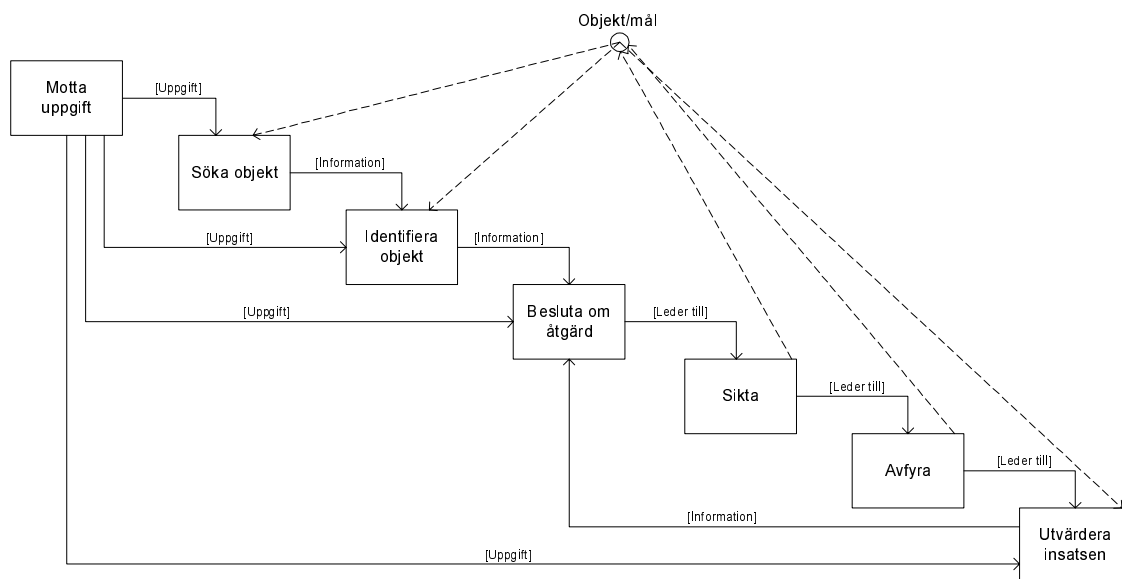 Objekt/mål
Motta
uppgift
[Uppgift]
Söka objekt
[Information]
Identifiera
objekt
[Uppgift]
[Information]
Besluta om
åtgärd
[Uppgift]
[Leder till]
Sikta
[Leder till]
Avfyra
[Leder till]
[Information]
Utvärdera
insatsen
[Uppgift]